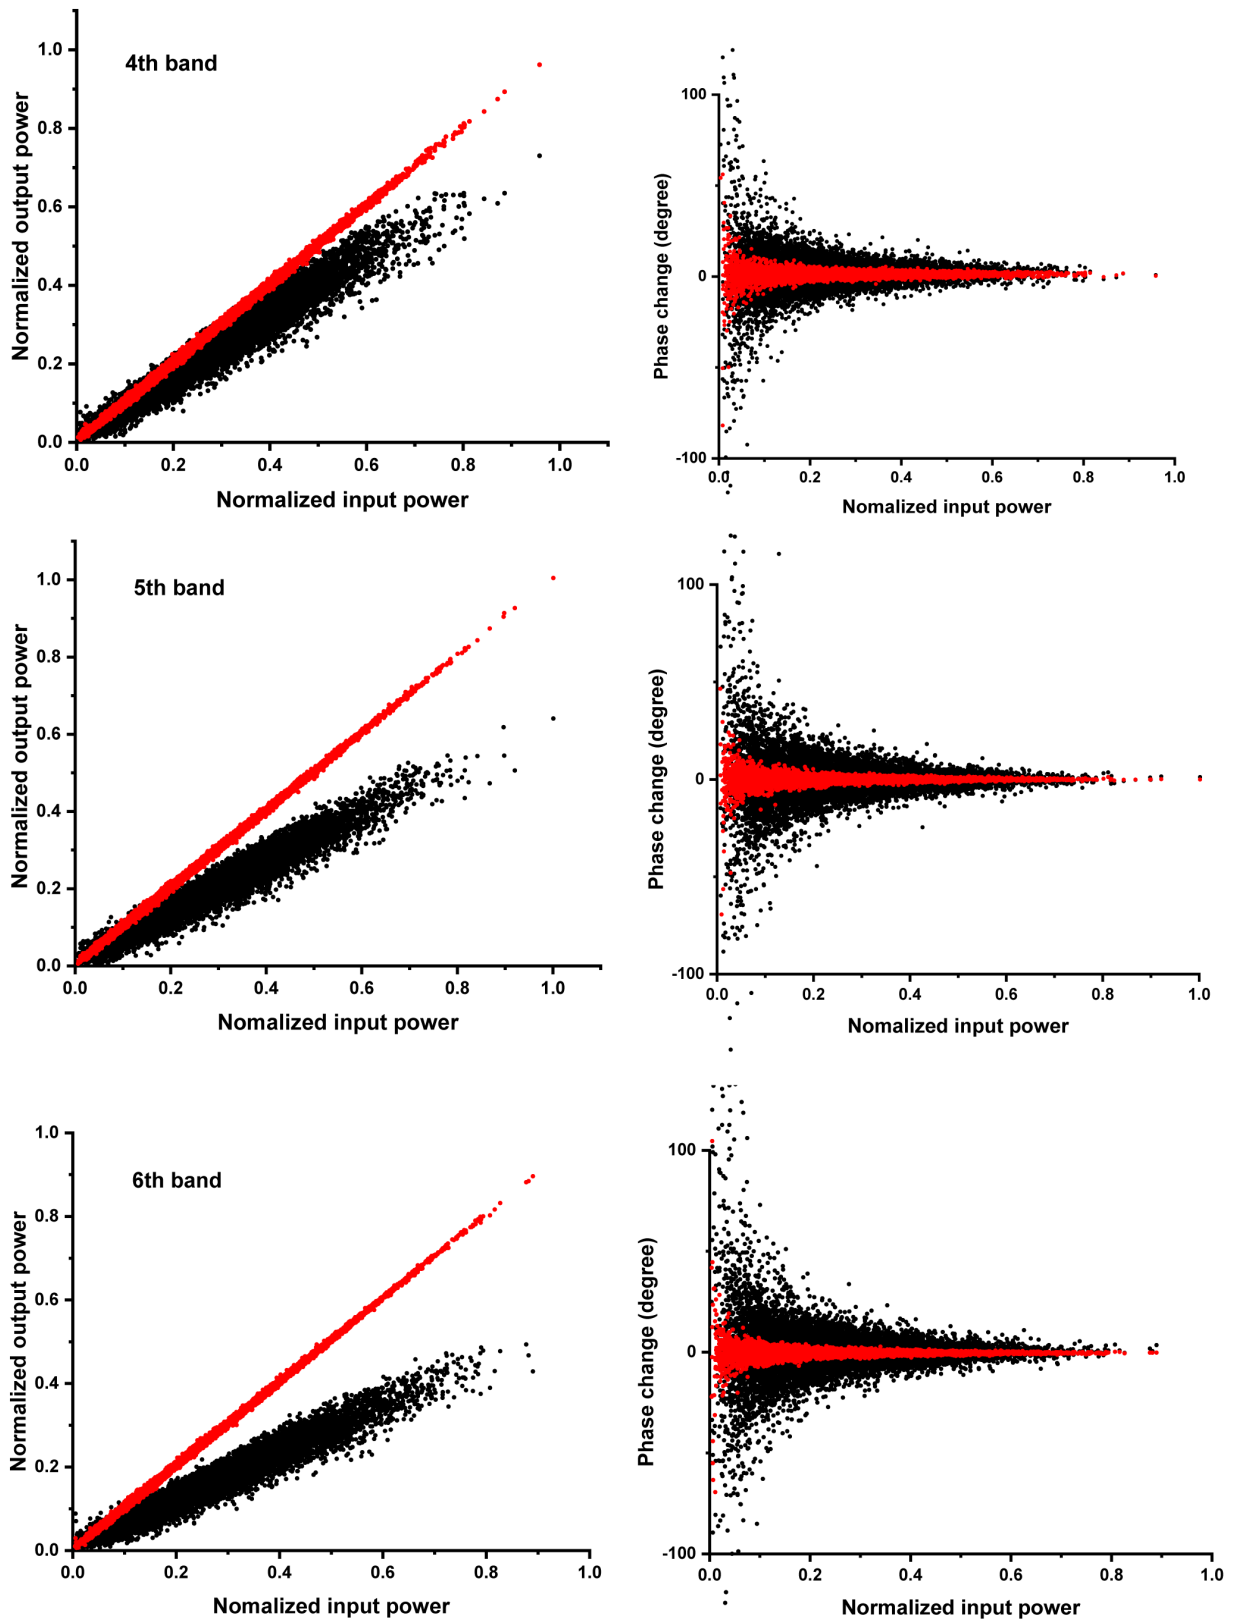 4th band
Normalized output power
1.0
0.8
0.6
0.4
0.2
0.0
0.0 0.2 0.4 0.6 0.8 1.0
Normalized input power
Phase change (degree)
100
0
-100
0.0 0.2 0.4 0.6 0.8 1.0
Nomalized input power
5th band
Normalized output power
1.0
0.8
0.6
0.4
0.2
0.0
0.0 0.2 0.4 0.6 0.8 1.0
Nomalized input power
Phase change (degree)
100
0
-100
0.0 0.2 0.4 0.6 0.8 1.0
Nomalized input power
6th band
Normalized output power
1.0
0.8
0.6
0.4
0.2
0.0
0.0 0.2 0.4 0.6 0.8 1.0
Nomalized input power
Phase change (degree)
100
0
-100
0.0 0.2 0.4 0.6 0.8 1.0
Normalized input power